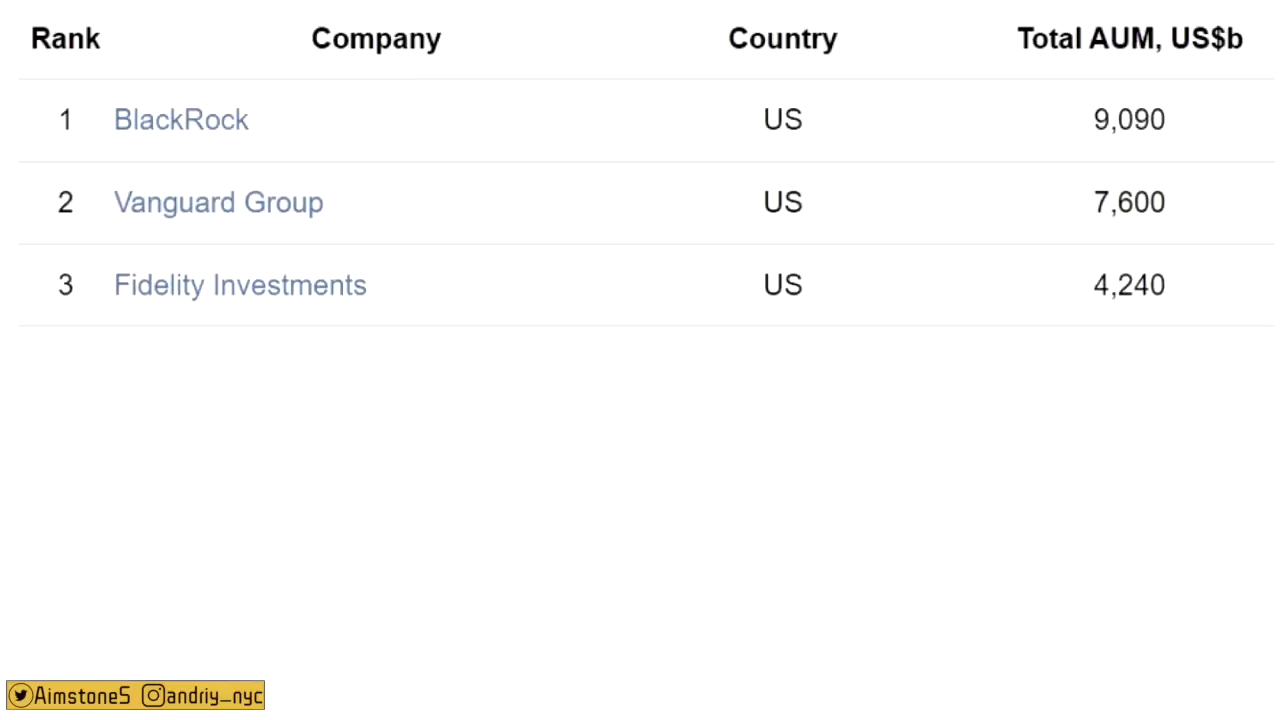 Rank Company Country Total AUM, US$b
1 BlackRock US 9,090
2 Vanguard Group US 7,600
3 Fidelity Investments US 4,240
AimstoneS andriy_nyc